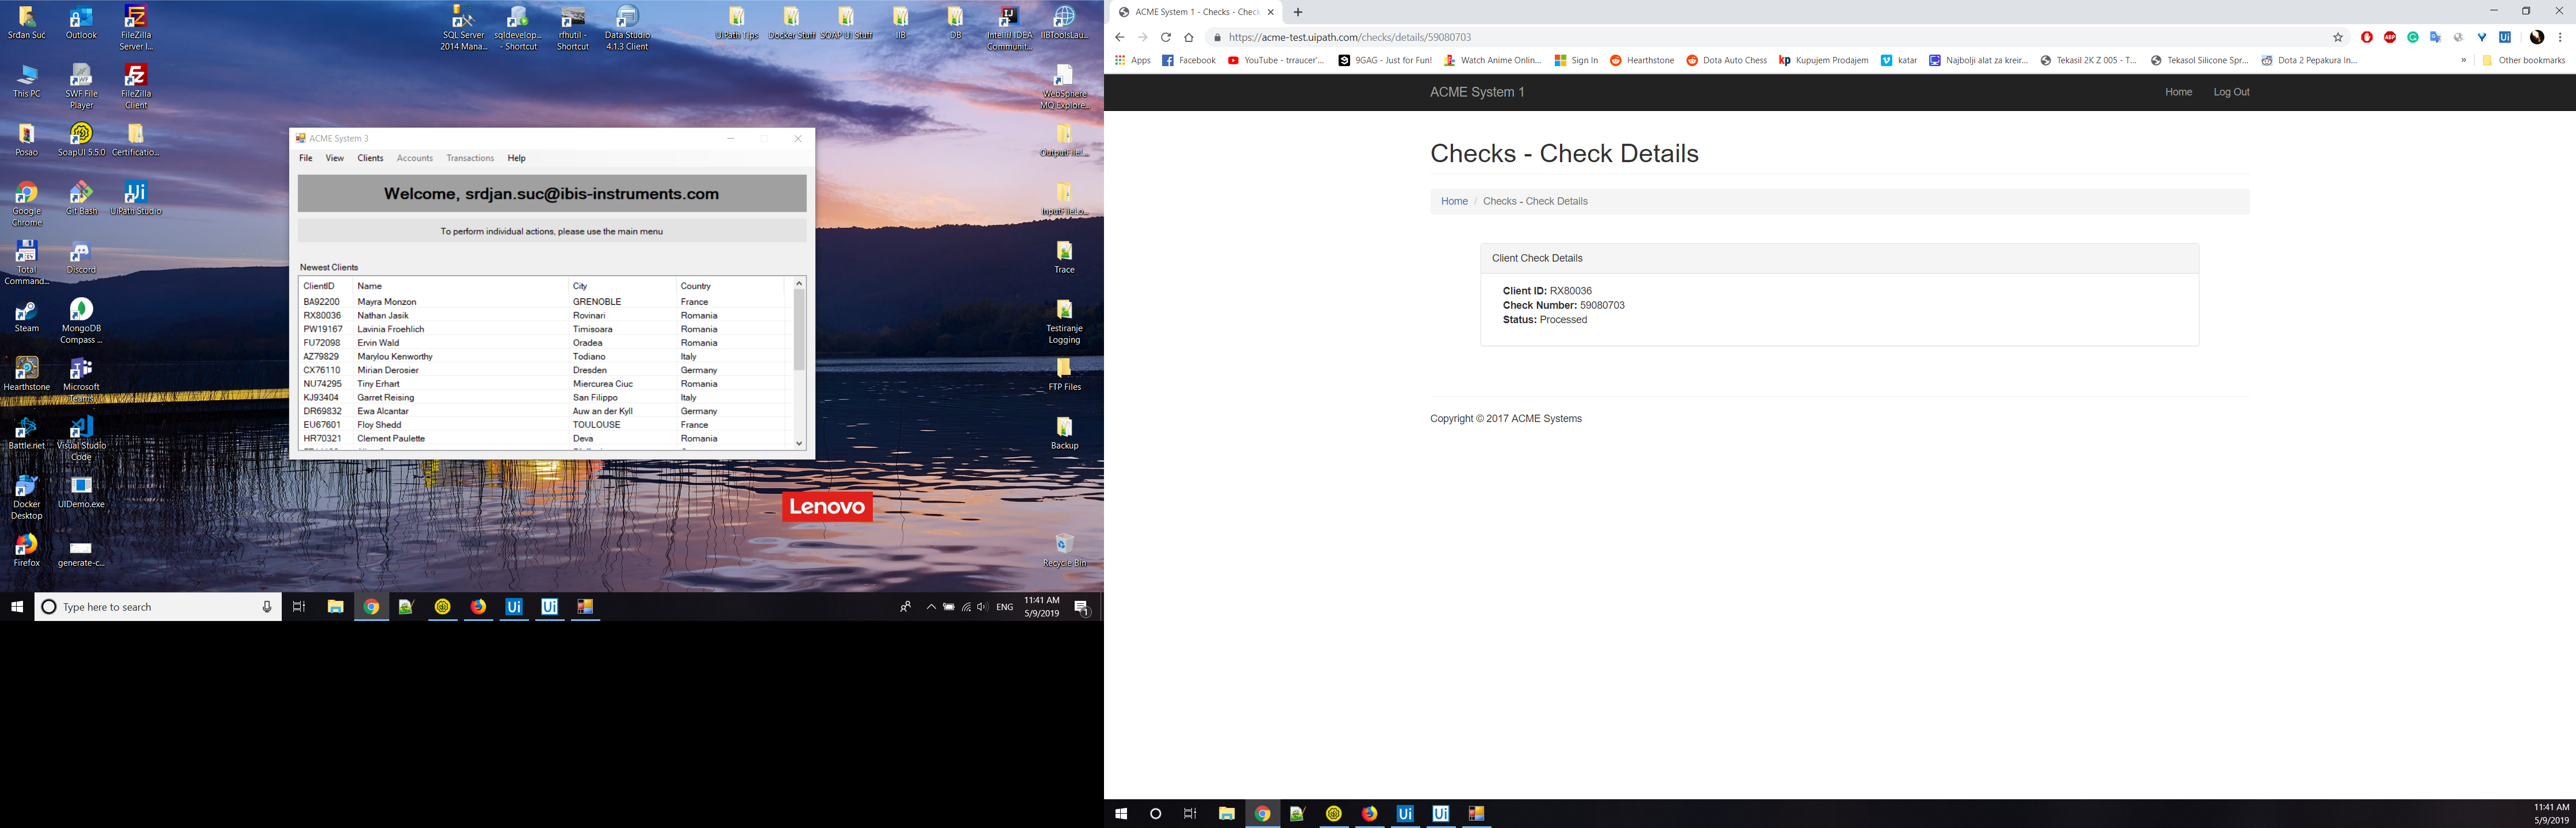 Srđan Suć
Outlook
FileZilla
Server I...
SQL Server
2014 Mana...
sqldevelop...
- Shortcut
rfhutil -
Shortcut
Data Studio
4.1.3 Client
UiPath Tips
Docker Stuff
SOAP UI Stuff
IIB
DB
IntelliJ IDEA
Communit...
IIBToolsLau...
This PC
SWF File
Player
FileZilla
Client
WebSphere
MQ Explore...
Posao
SoapUI 5.5.0
Certificatio...
OutputFileL...
Google
Chrome
Git Bash
UiPath Studio
InputFileLo...
Total
Command...
Discord
Trace
Steam
MongoDB
Compass ...
Testiranje
Logging
Hearthstone
Microsoft
Teams
FTP Files
Battle.net
Visual Studio
Code
Backup
Docker
Desktop
UIDemo.exe
Firefox
generate-c...
Recycle Bin
Lenovo
ACME System 3
File View Clients Accounts Transactions Help
Welcome, srdjan.suc@ibis-instruments.com
To perform individual actions, please use the main menu
Newest Clients
ClientID Name City Country
BA92200 Mayra Monzon GRENOBLE France
RX80036 Nathan Jasik Rovinari Romania
PW19167 Lavinia Froehlich Timisoara Romania
FU72098 Ervin Wald Oradea Romania
AZ79829 Marylou Kenworthy Todiano Italy
CX76110 Mirian Derosier Dresden Germany
NU74295 Tiny Erhart Miercurea Ciuc Romania
KJ93404 Garret Reising San Filippo Italy
DR69832 Ewa Alcantar Auw an der Kyll Germany
EU67601 Floy Shedd TOULOUSE France
HR70321 Clement Paulette Deva Romania
Type here to search
ENG
11:41 AM
5/9/2019
1
ACME System 1 - Checks - Check
https://acme-test.uipath.com/checks/details/59080703
Apps Facebook YouTube - trraucer'... 9GAG - Just for Fun! Watch Anime Onlin... Sign In Hearthstone Dota Auto Chess Kupujem Prodajem katar Najbolji alat za kreir... Tekasil 2K Z 005 - T... Tekasol Silicone Spr... Dota 2 Pepakura In... » Other bookmarks
ACME System 1 Home Log Out
Checks - Check Details
Home / Checks - Check Details
Client Check Details
Client ID: RX80036
Check Number: 59080703
Status: Processed
Copyright © 2017 ACME Systems
11:41 AM
5/9/2019